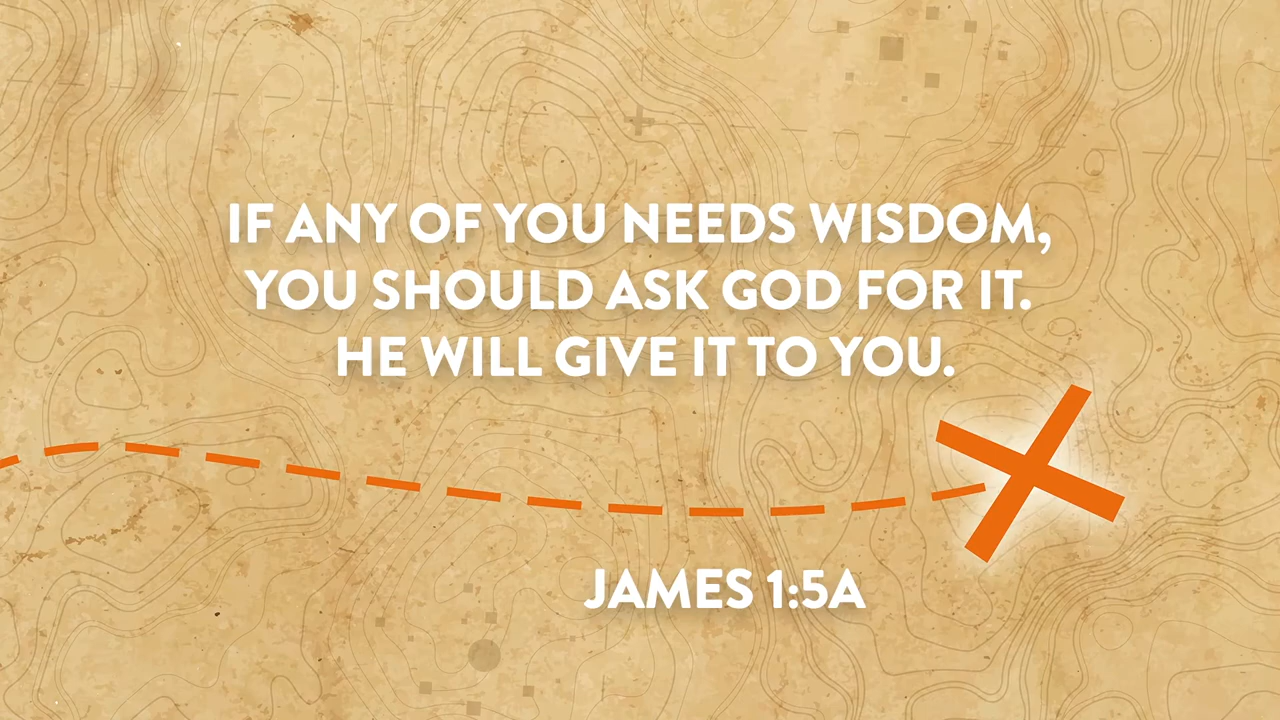 IF ANY OF YOU NEEDS WISDOM,
YOU SHOULD ASK GOD FOR IT.
HE WILL GIVE IT TO YOU.
JAMES 1:5A